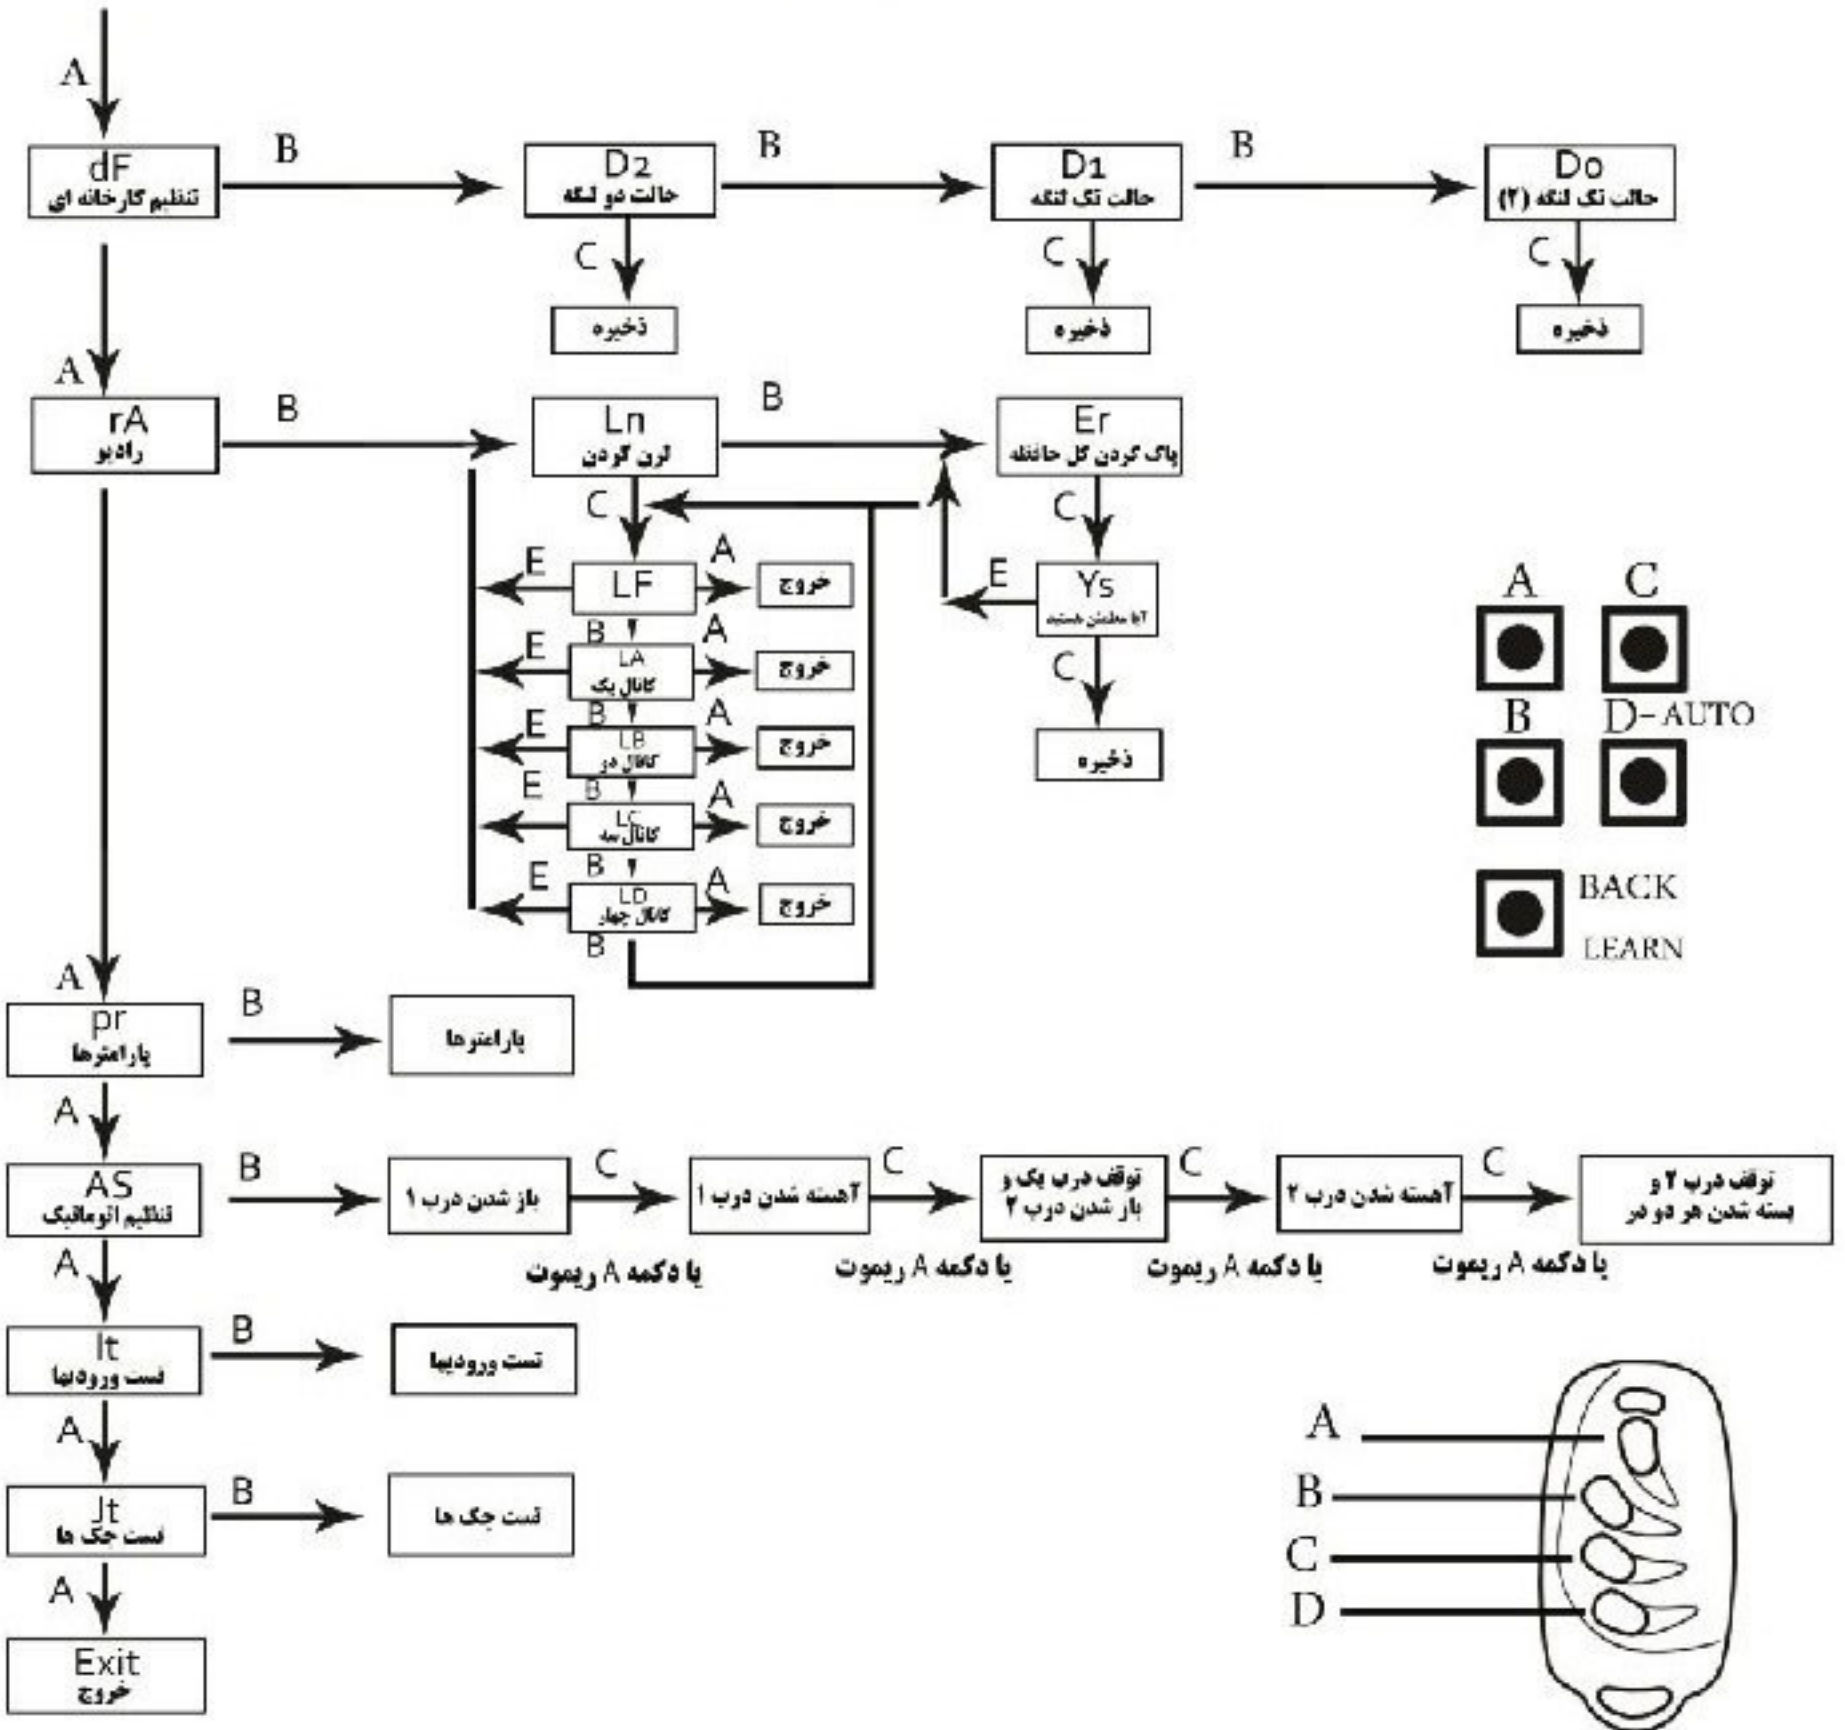 A
dF
تنظیم کارخانه ای
B
D2
حالت دو لنگه
B
D1
حالت تک لنگه
B
Do
حالت تک لنگه (۲)
C
ذخیره
C
ذخیره
C
ذخیره
A
rA
رادیو
B
Ln
لرن کردن
B
Er
پاک کردن کل حافظه
C
C
E
LF
A
خروج
E
Ys
آیا مطمئن هستید
B
E
LA
کانال یک
A
خروج
C
ذخیره
B
E
LB
کانال دو
A
خروج
B
E
LC
کانال سه
A
خروج
B
E
LD
کانال چهار
A
خروج
B
A
C
B
D-AUTO
BACK
LEARN
A
pr
پارامترها
B
پارامترها
A
AS
تنظیم اتوماتیک
B
باز شدن درب ۱
C
یا دکمه A ریموت
آهسته شدن درب ۱
C
یا دکمه A ریموت
توقف درب یک و
باز شدن درب ۲
C
یا دکمه A ریموت
آهسته شدن درب ۲
C
یا دکمه A ریموت
توقف درب ۲ و
بسته شدن هر دو در
A
It
تست ورودیها
B
تست ورودیها
A
Jt
تست جک ها
B
تست جک ها
A
Exit
خروج
A
B
C
D